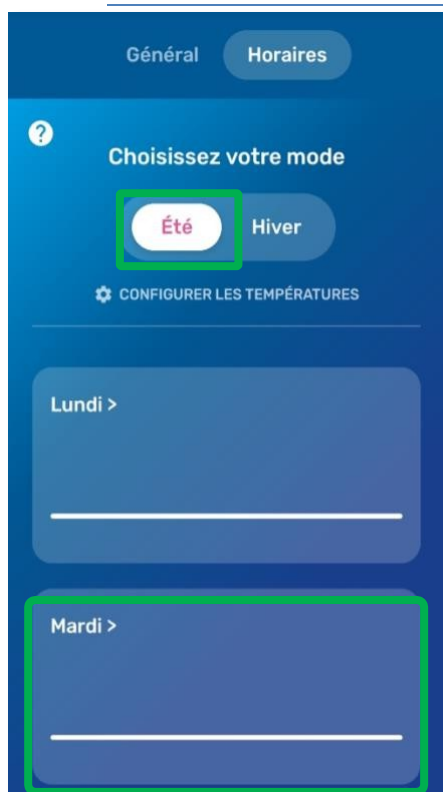 Général Horaires
?
Choisissez votre mode
Été Hiver
CONFIGURER LES TEMPÉRATURES
Lundi >
Mardi >